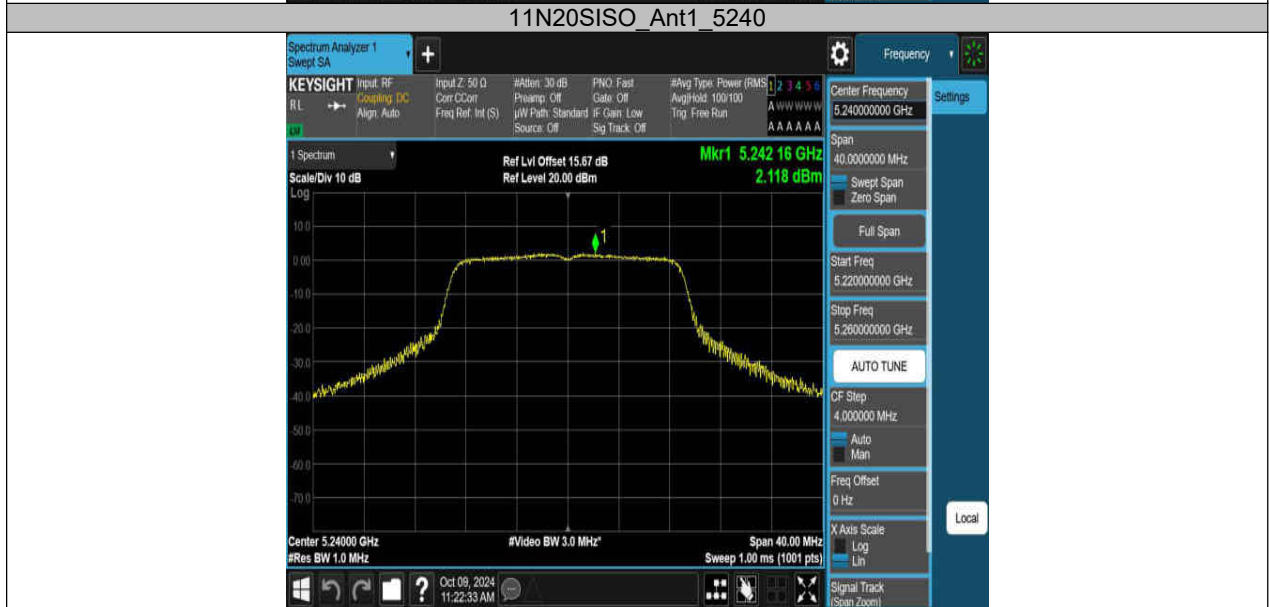 11N20SISO_Ant1_5240
Spectrum Analyzer 1
Swept SA
+
Frequency
KEYSIGHT
RL
LM
Input: RF
Coupling: DC
Align: Auto
Input Z: 50 Ω
Corr CCorr
Freq Ref: Int (S)
#Atten: 30 dB
Preamp: Off
µW Path: Standard
Source: Off
PNO: Fast
Gate: Off
IF Gain: Low
Sig Track: Off
#Avg Type: Power (RMS
Avg|Hold: 100/100
Trig: Free Run
1 2 3 4 5 6
A W W W W W
A A A A A A
1 Spectrum
Scale/Div 10 dB
Log
Ref Lvl Offset 15.67 dB
Ref Level 20.00 dBm
Mkr1 5.242 16 GHz
2.118 dBm
10.0
0.00
-10.0
-20.0
-30.0
-40.0
-50.0
-60.0
-70.0
1
Center 5.24000 GHz
#Res BW 1.0 MHz
#Video BW 3.0 MHz*
Span 40.00 MHz
Sweep 1.00 ms (1001 pts)
Oct 09, 2024
11:22:33 AM
?
Center Frequency
5.240000000 GHz
Settings
Span
40.0000000 MHz
Swept Span
Zero Span
Full Span
Start Freq
5.220000000 GHz
Stop Freq
5.260000000 GHz
AUTO TUNE
CF Step
4.000000 MHz
Auto
Man
Freq Offset
0 Hz
X Axis Scale
Log
Lin
Local
Signal Track
(Span Zoom)